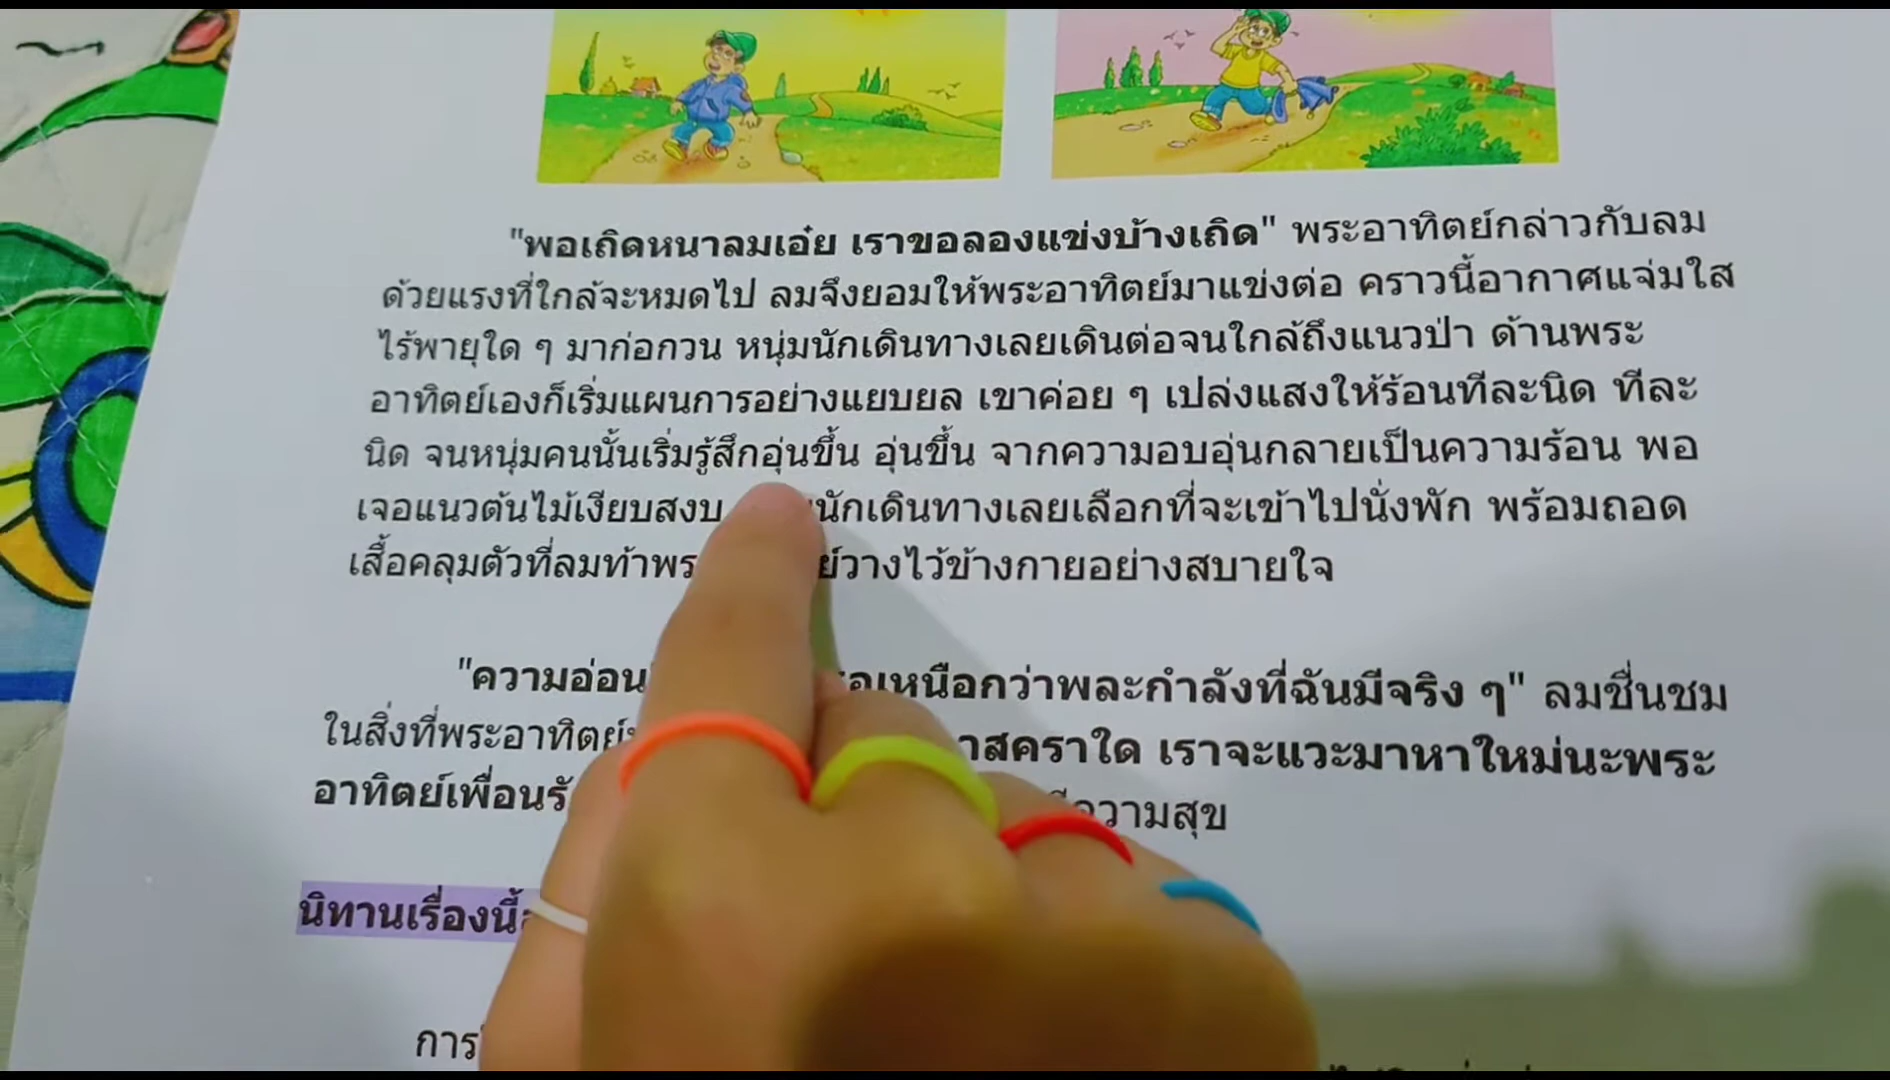 "พอเถิดหนาลมเอ๋ย เราขอลองแข่งบ้างเถิด" พระอาทิตย์กล่าวกับลม
ด้วยแรงที่ใกล้จะหมดไป ลมจึงยอมให้พระอาทิตย์มาแข่งต่อ คราวนี้อากาศแจ่มใส
ไร้พายุใด ๆ มาก่อกวน หนุ่มนักเดินทางเลยเดินต่อจนใกล้ถึงแนวป่า ด้านพระ
อาทิตย์เองก็เริ่มแผนการอย่างแยบยล เขาค่อย ๆ เปล่งแสงให้ร้อนทีละนิด ทีละ
นิด จนหนุ่มคนนั้นเริ่มรู้สึกอุ่นขึ้น อุ่นขึ้น จากความอบอุ่นกลายเป็นความร้อน พอ
เจอแนวต้นไม้เงียบสงบ นักเดินทางเลยเลือกที่จะเข้าไปนั่งพัก พร้อมถอด
เสื้อคลุมตัวที่ลมท้าพร ย์วางไว้ข้างกายอย่างสบายใจ
"ความอ่อน เหนือกว่าพละกำลังที่ฉันมีจริง ๆ" ลมชื่นชม
ในสิ่งที่พระอาทิตย์ าสคราใด เราจะแวะมาหาใหม่นะพระ
อาทิตย์เพื่อนรั ความสุข
นิทานเรื่องนี้
การ